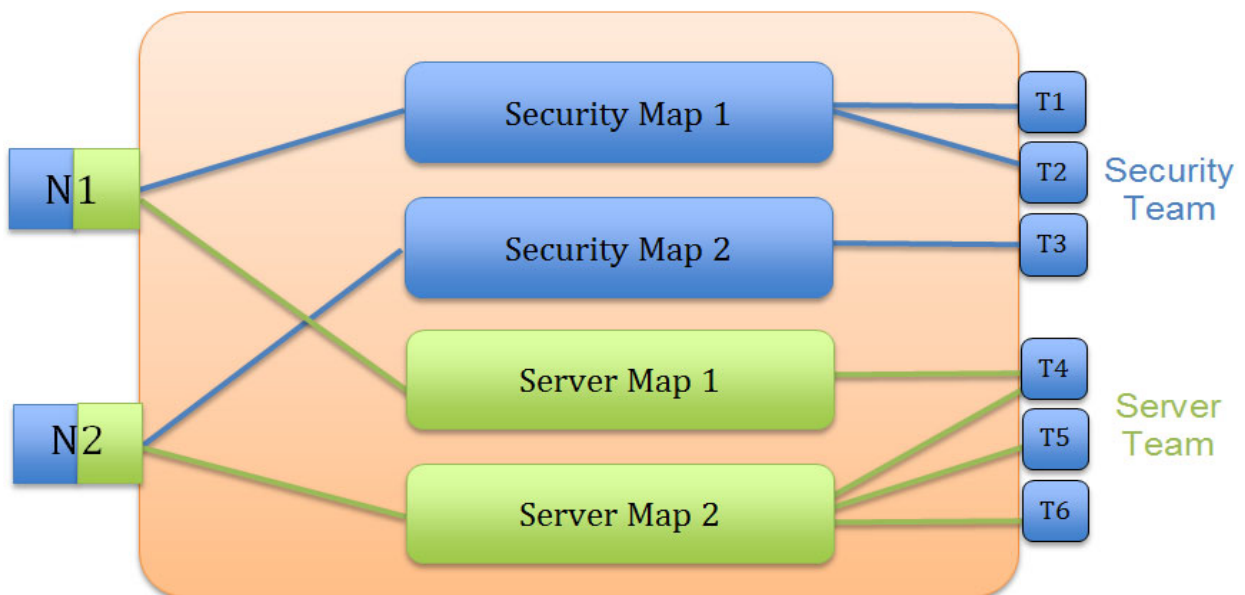 Security Map 1
T1
N1
T2
Security
Team
Security Map 2
T3
Server Map 1
T4
N2
Server
Team
T5
Server Map 2
T6